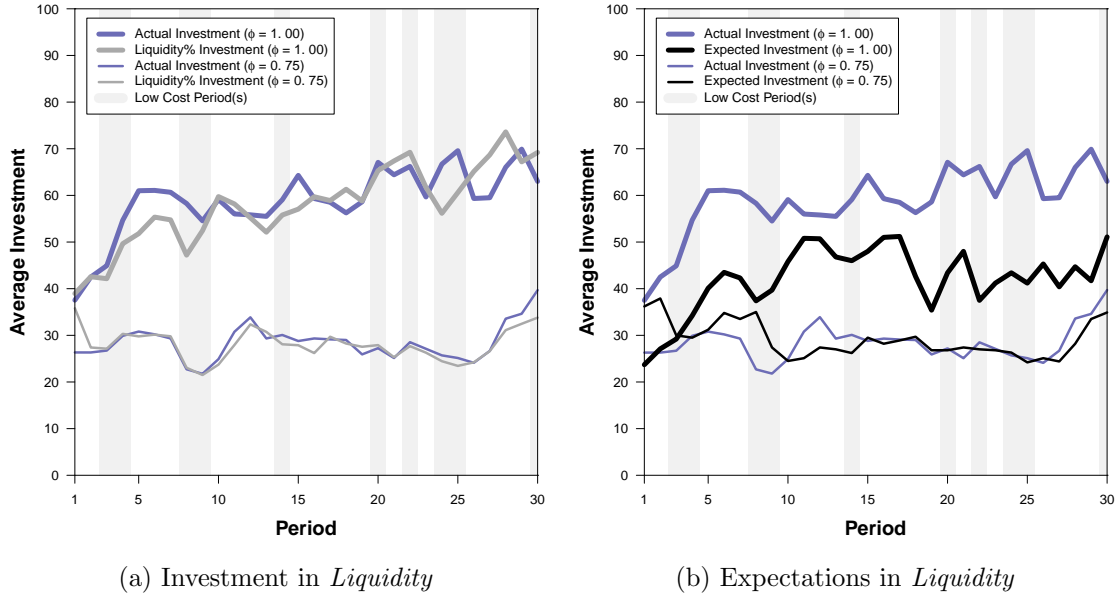 100
90
80
70
60
50
40
30
20
10
0
Average Investment
Actual Investment (ϕ = 1. 00)
Liquidity% Investment (ϕ = 1. 00)
Actual Investment (ϕ = 0. 75)
Liquidity% Investment (ϕ = 0. 75)
Low Cost Period(s)
1 5 10 15 20 25 30
Period
(a) Investment in Liquidity
100
90
80
70
60
50
40
30
20
10
0
Average Investment
Actual Investment (ϕ = 1. 00)
Expected Investment (ϕ = 1. 00)
Actual Investment (ϕ = 0. 75)
Expected Investment (ϕ = 0. 75)
Low Cost Period(s)
1 5 10 15 20 25 30
Period
(b) Expectations in Liquidity